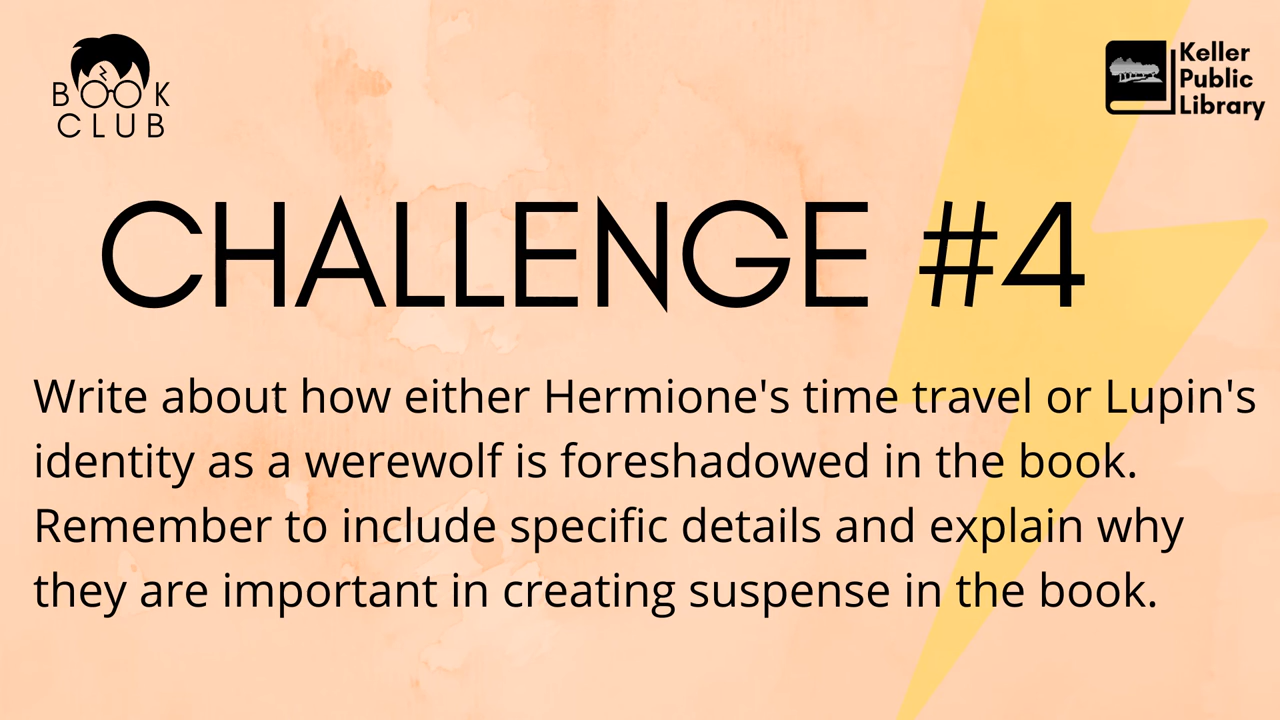 BOOK
CLUB
Keller
Public
Library
CHALLENGE #4
Write about how either Hermione's time travel or Lupin's
identity as a werewolf is foreshadowed in the book.
Remember to include specific details and explain why
they are important in creating suspense in the book.